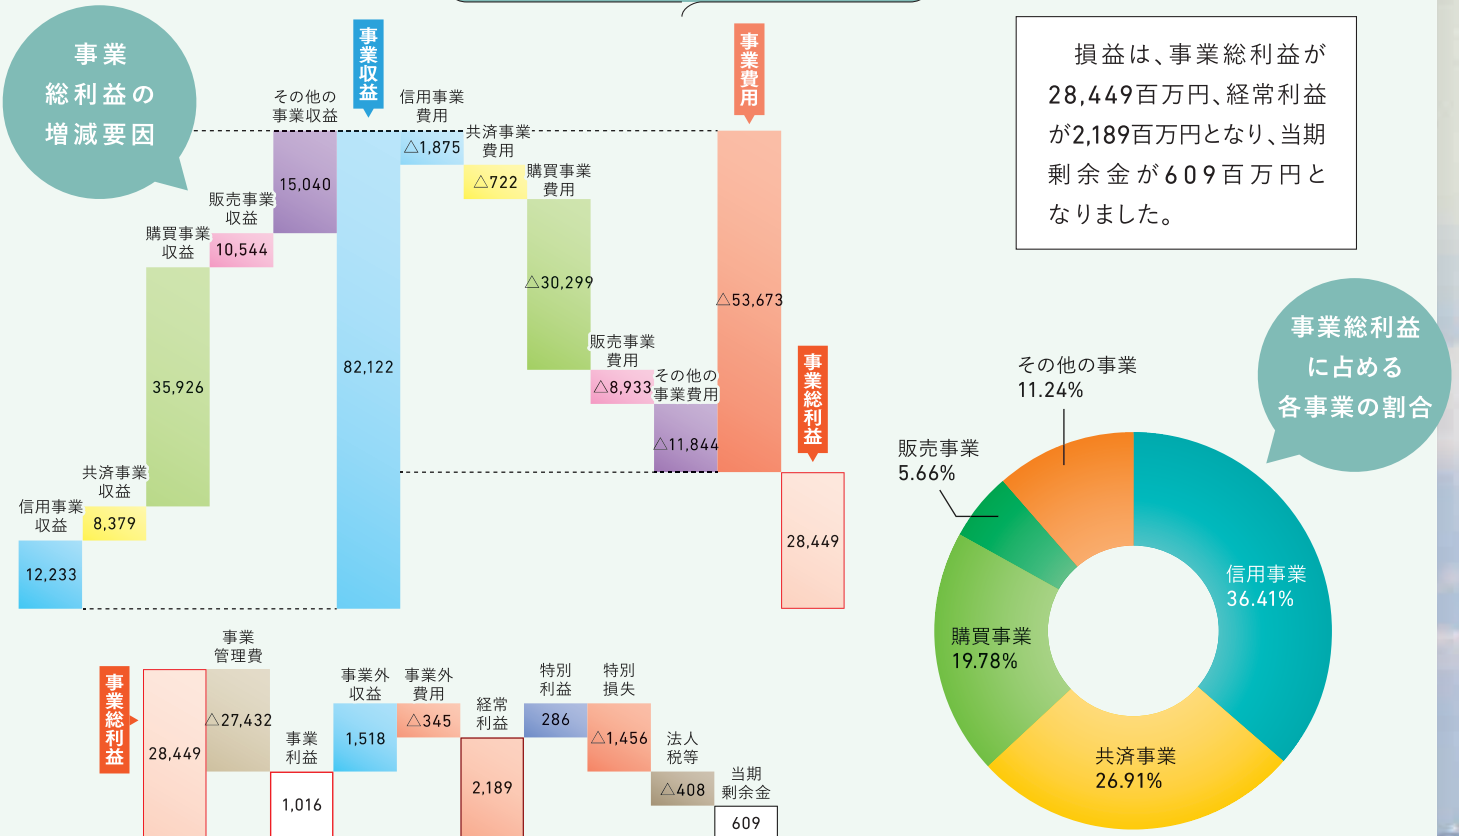 事業
総利益の
増減要因
事業収益
事業費用
事業総利益
信用事業
収益
12,233
共済事業
収益
8,379
購買事業
収益
35,926
販売事業
収益
10,544
その他の
事業収益
15,040
82,122
信用事業
費用
△1,875
共済事業
費用
△722
購買事業
費用
△30,299
販売事業
費用
△8,933
その他の
事業費用
△11,844
△53,673
28,449
損益は、事業総利益が
28,449百万円、経常利益
が2,189百万円となり、当期
剰余金が609百万円と
なりました。
事業総利益
に占める
各事業の割合
その他の事業
11.24%
販売事業
5.66%
購買事業
19.78%
信用事業
36.41%
共済事業
26.91%
事業総利益
28,449
事業
管理費
△27,432
事業
利益
1,016
事業外
収益
1,518
事業外
費用
△345
経常
利益
2,189
特別
利益
286
特別
損失
△1,456
法人
税等
△408
当期
剰余金
609